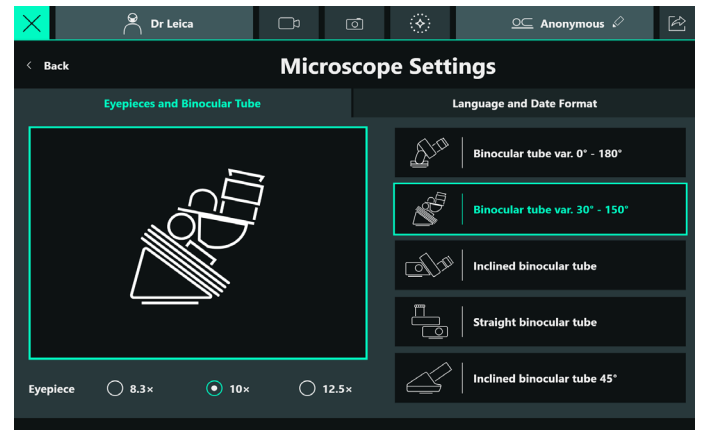 Dr Leica
Anonymous
Back
Microscope Settings
Eyepieces and Binocular Tube
Language and Date Format
Binocular tube var. 0° - 180°
Binocular tube var. 30° - 150°
Inclined binocular tube
Straight binocular tube
Inclined binocular tube 45°
Eyepiece
8.3×
10×
12.5×